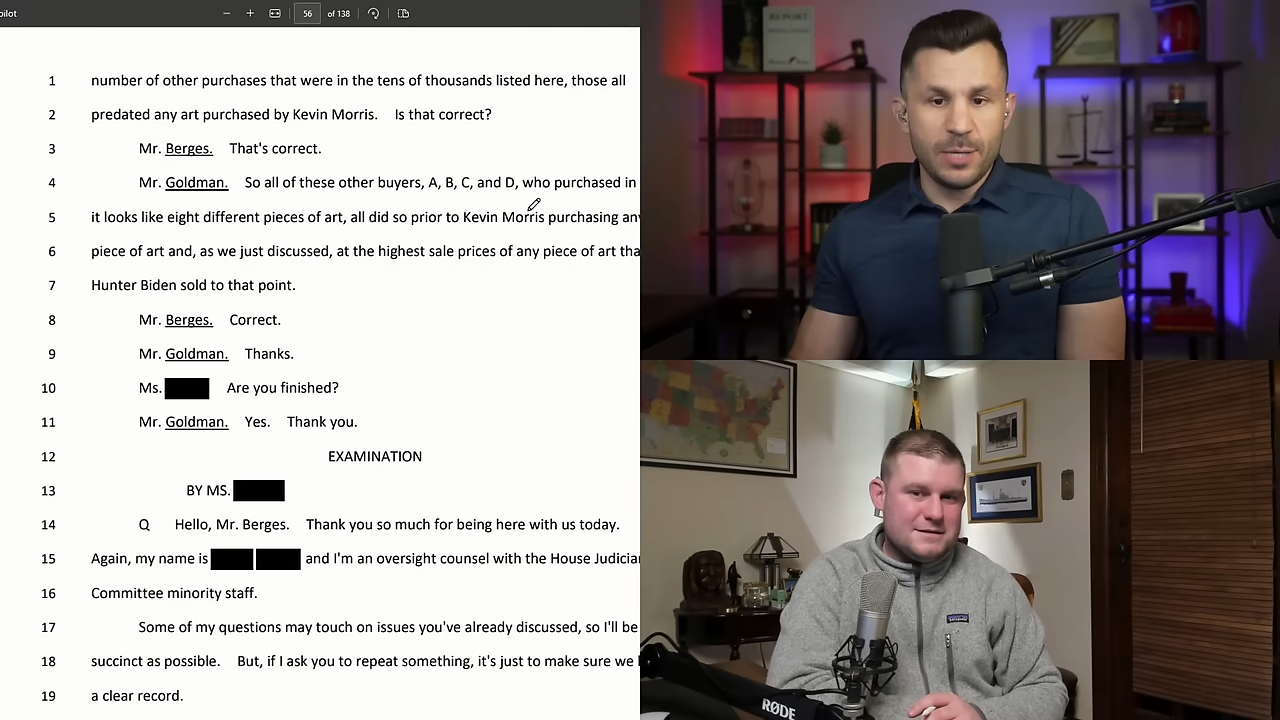 pilot
56
of 138
1 number of other purchases that were in the tens of thousands listed here, those all
2 predated any art purchased by Kevin Morris. Is that correct?
3 Mr. Berges. That's correct.
4 Mr. Goldman. So all of these other buyers, A, B, C, and D, who purchased in
5 it looks like eight different pieces of art, all did so prior to Kevin Morris purchasing any
6 piece of art and, as we just discussed, at the highest sale prices of any piece of art tha
7 Hunter Biden sold to that point.
8 Mr. Berges. Correct.
9 Mr. Goldman. Thanks.
10 Ms. Are you finished?
11 Mr. Goldman. Yes. Thank you.
12 EXAMINATION
13 BY MS.
14 Q Hello, Mr. Berges. Thank you so much for being here with us today.
15 Again, my name is and I'm an oversight counsel with the House Judicia
16 Committee minority staff.
17 Some of my questions may touch on issues you've already discussed, so I'll be
18 succinct as possible. But, if I ask you to repeat something, it's just to make sure we
19 a clear record.
REPORT
RØDE
patagonia